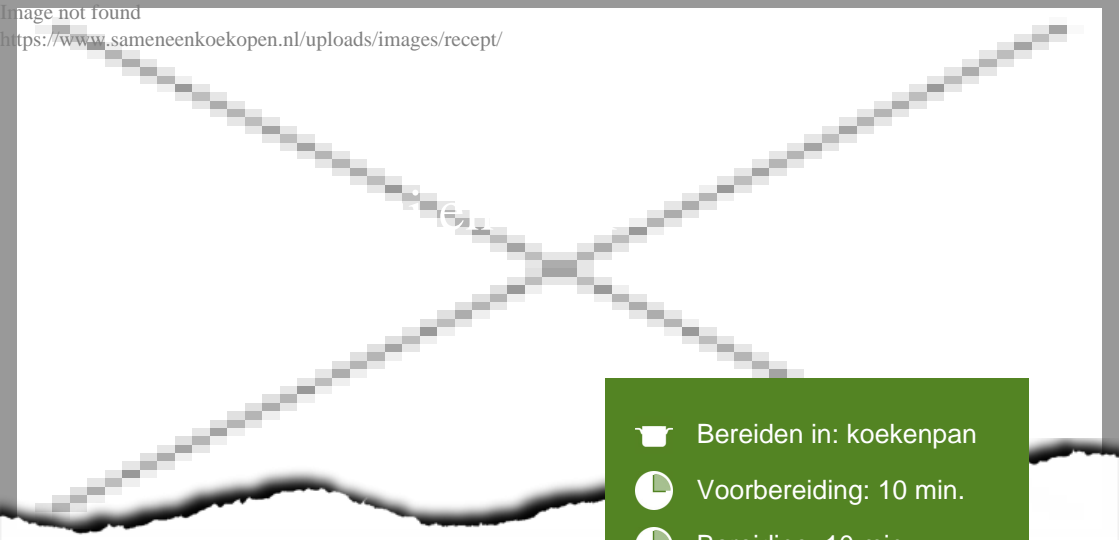 Image not found
https://www.sameneenkoekopen.nl/uploads/images/recept/
Bereiden in: koekenpan
Voorbereiding: 10 min.